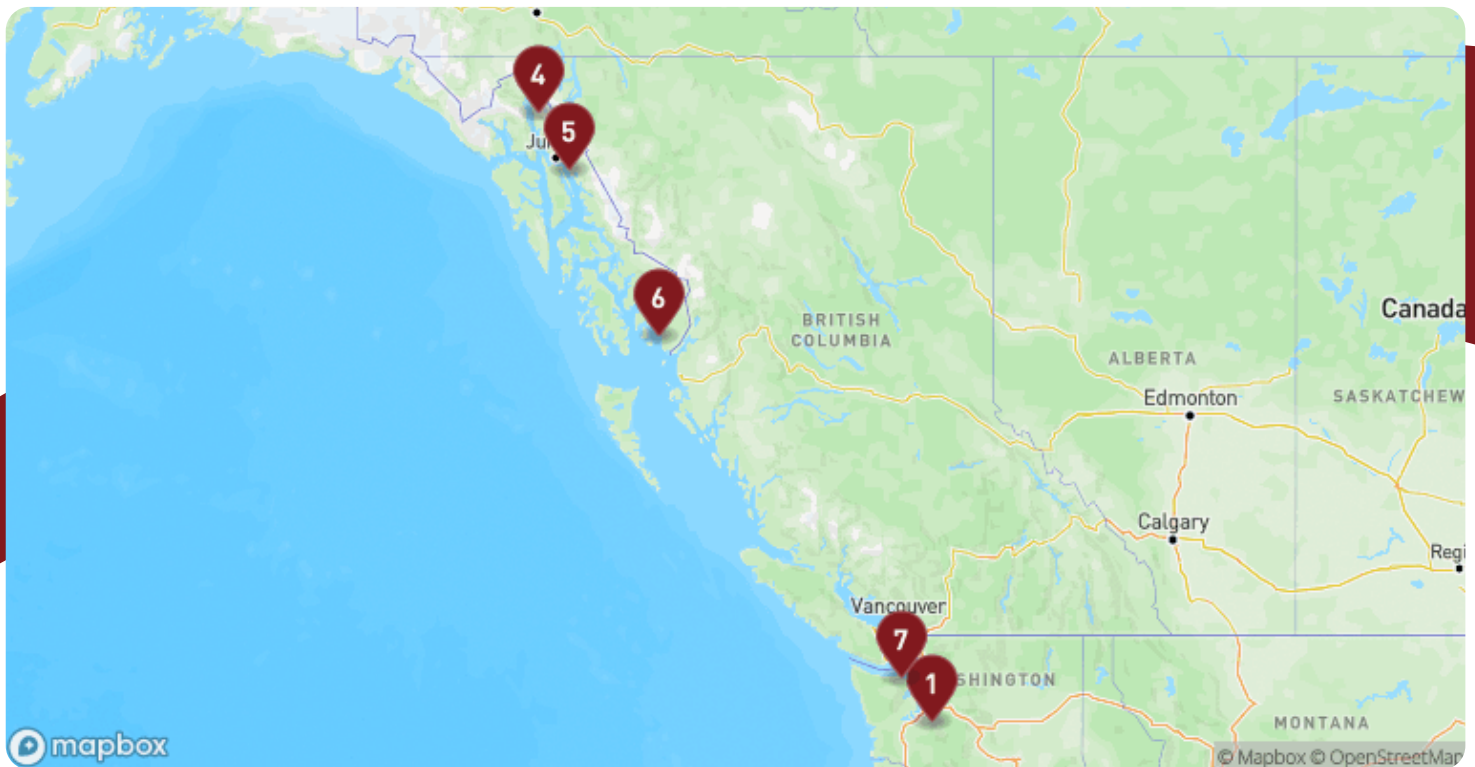 4
5
Ju
6
BRITISH
COLUMBIA
Canada
ALBERTA
Edmonton
SASKATCHEW
Calgary
Regi
Vancouver
7
1
SHINGTON
MONTANA
mapbox
© Mapbox © OpenStreetMap